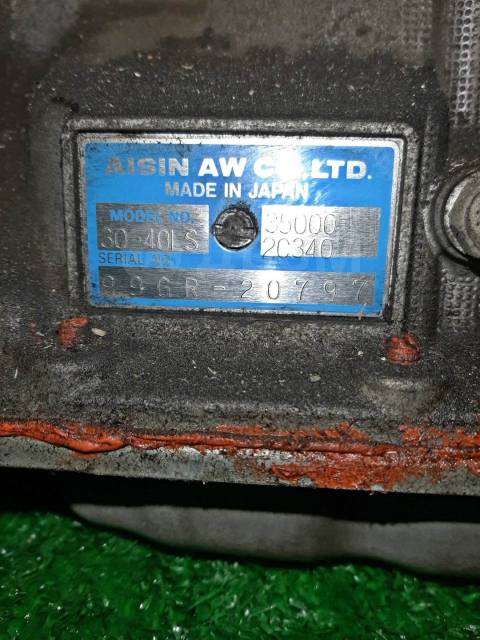 AISIN AW CO.,LTD.
MADE IN JAPAN
MODEL NO. 35000
30-40LS 2C340
SERIAL NO.
99GR-20797